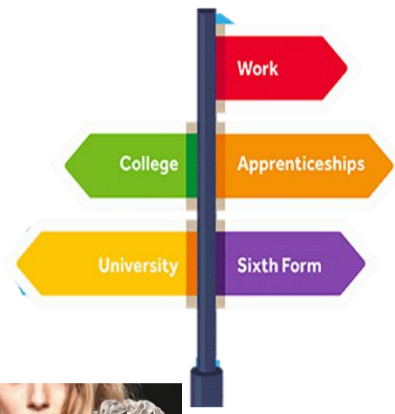 Work
College
Apprenticeships
University
Sixth Form